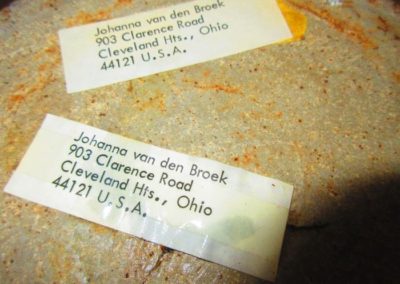 Johanna van den Broek
903 Clarence Road
Cleveland Hts., Ohio
44121 U.S.A.
Johanna van den Broek
903 Clarence Road
Cleveland Hts., Ohio
44121 U.S.A.